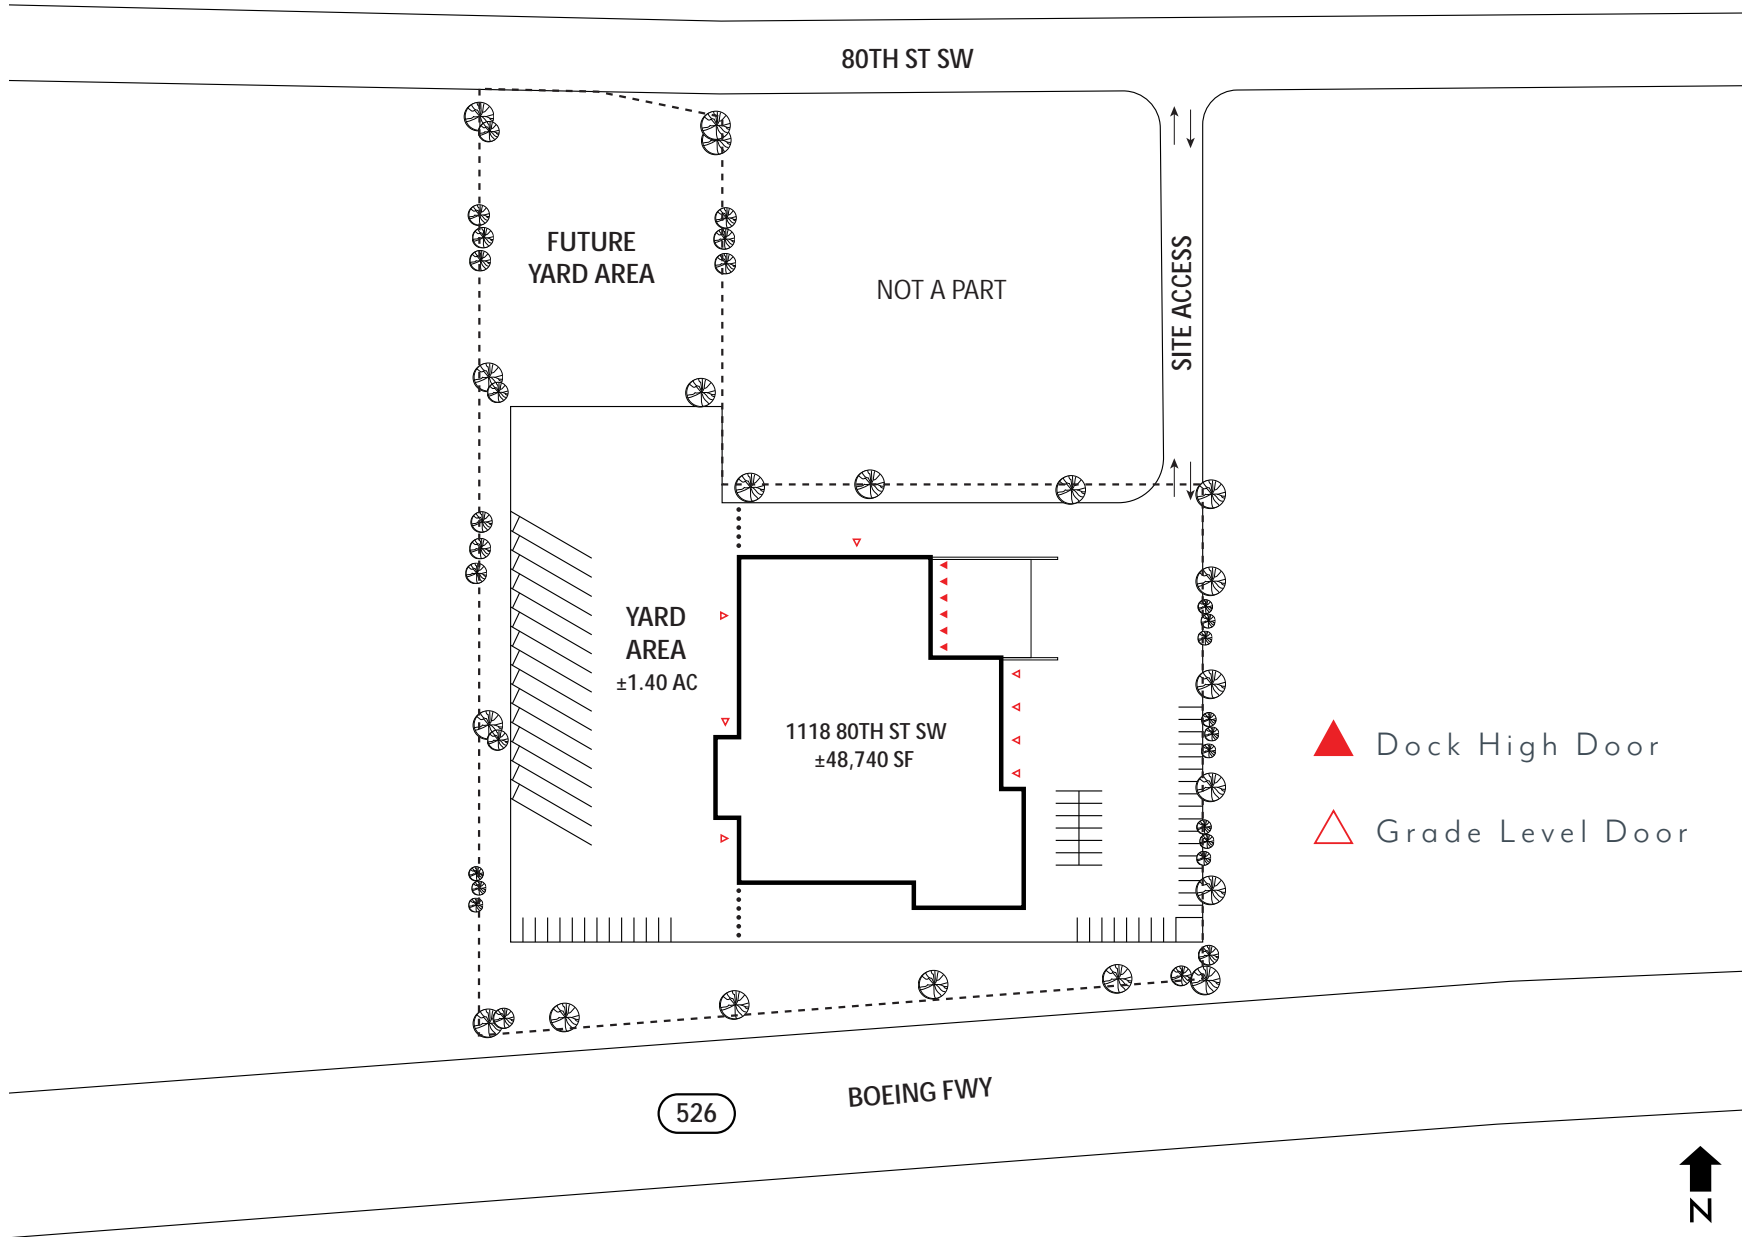 80TH ST SW
FUTURE
YARD AREA
NOT A PART
SITE ACCESS
YARD
AREA
±1.40 AC
1118 80TH ST SW
±48,740 SF
Dock High Door
Grade Level Door
BOEING FWY
526
N